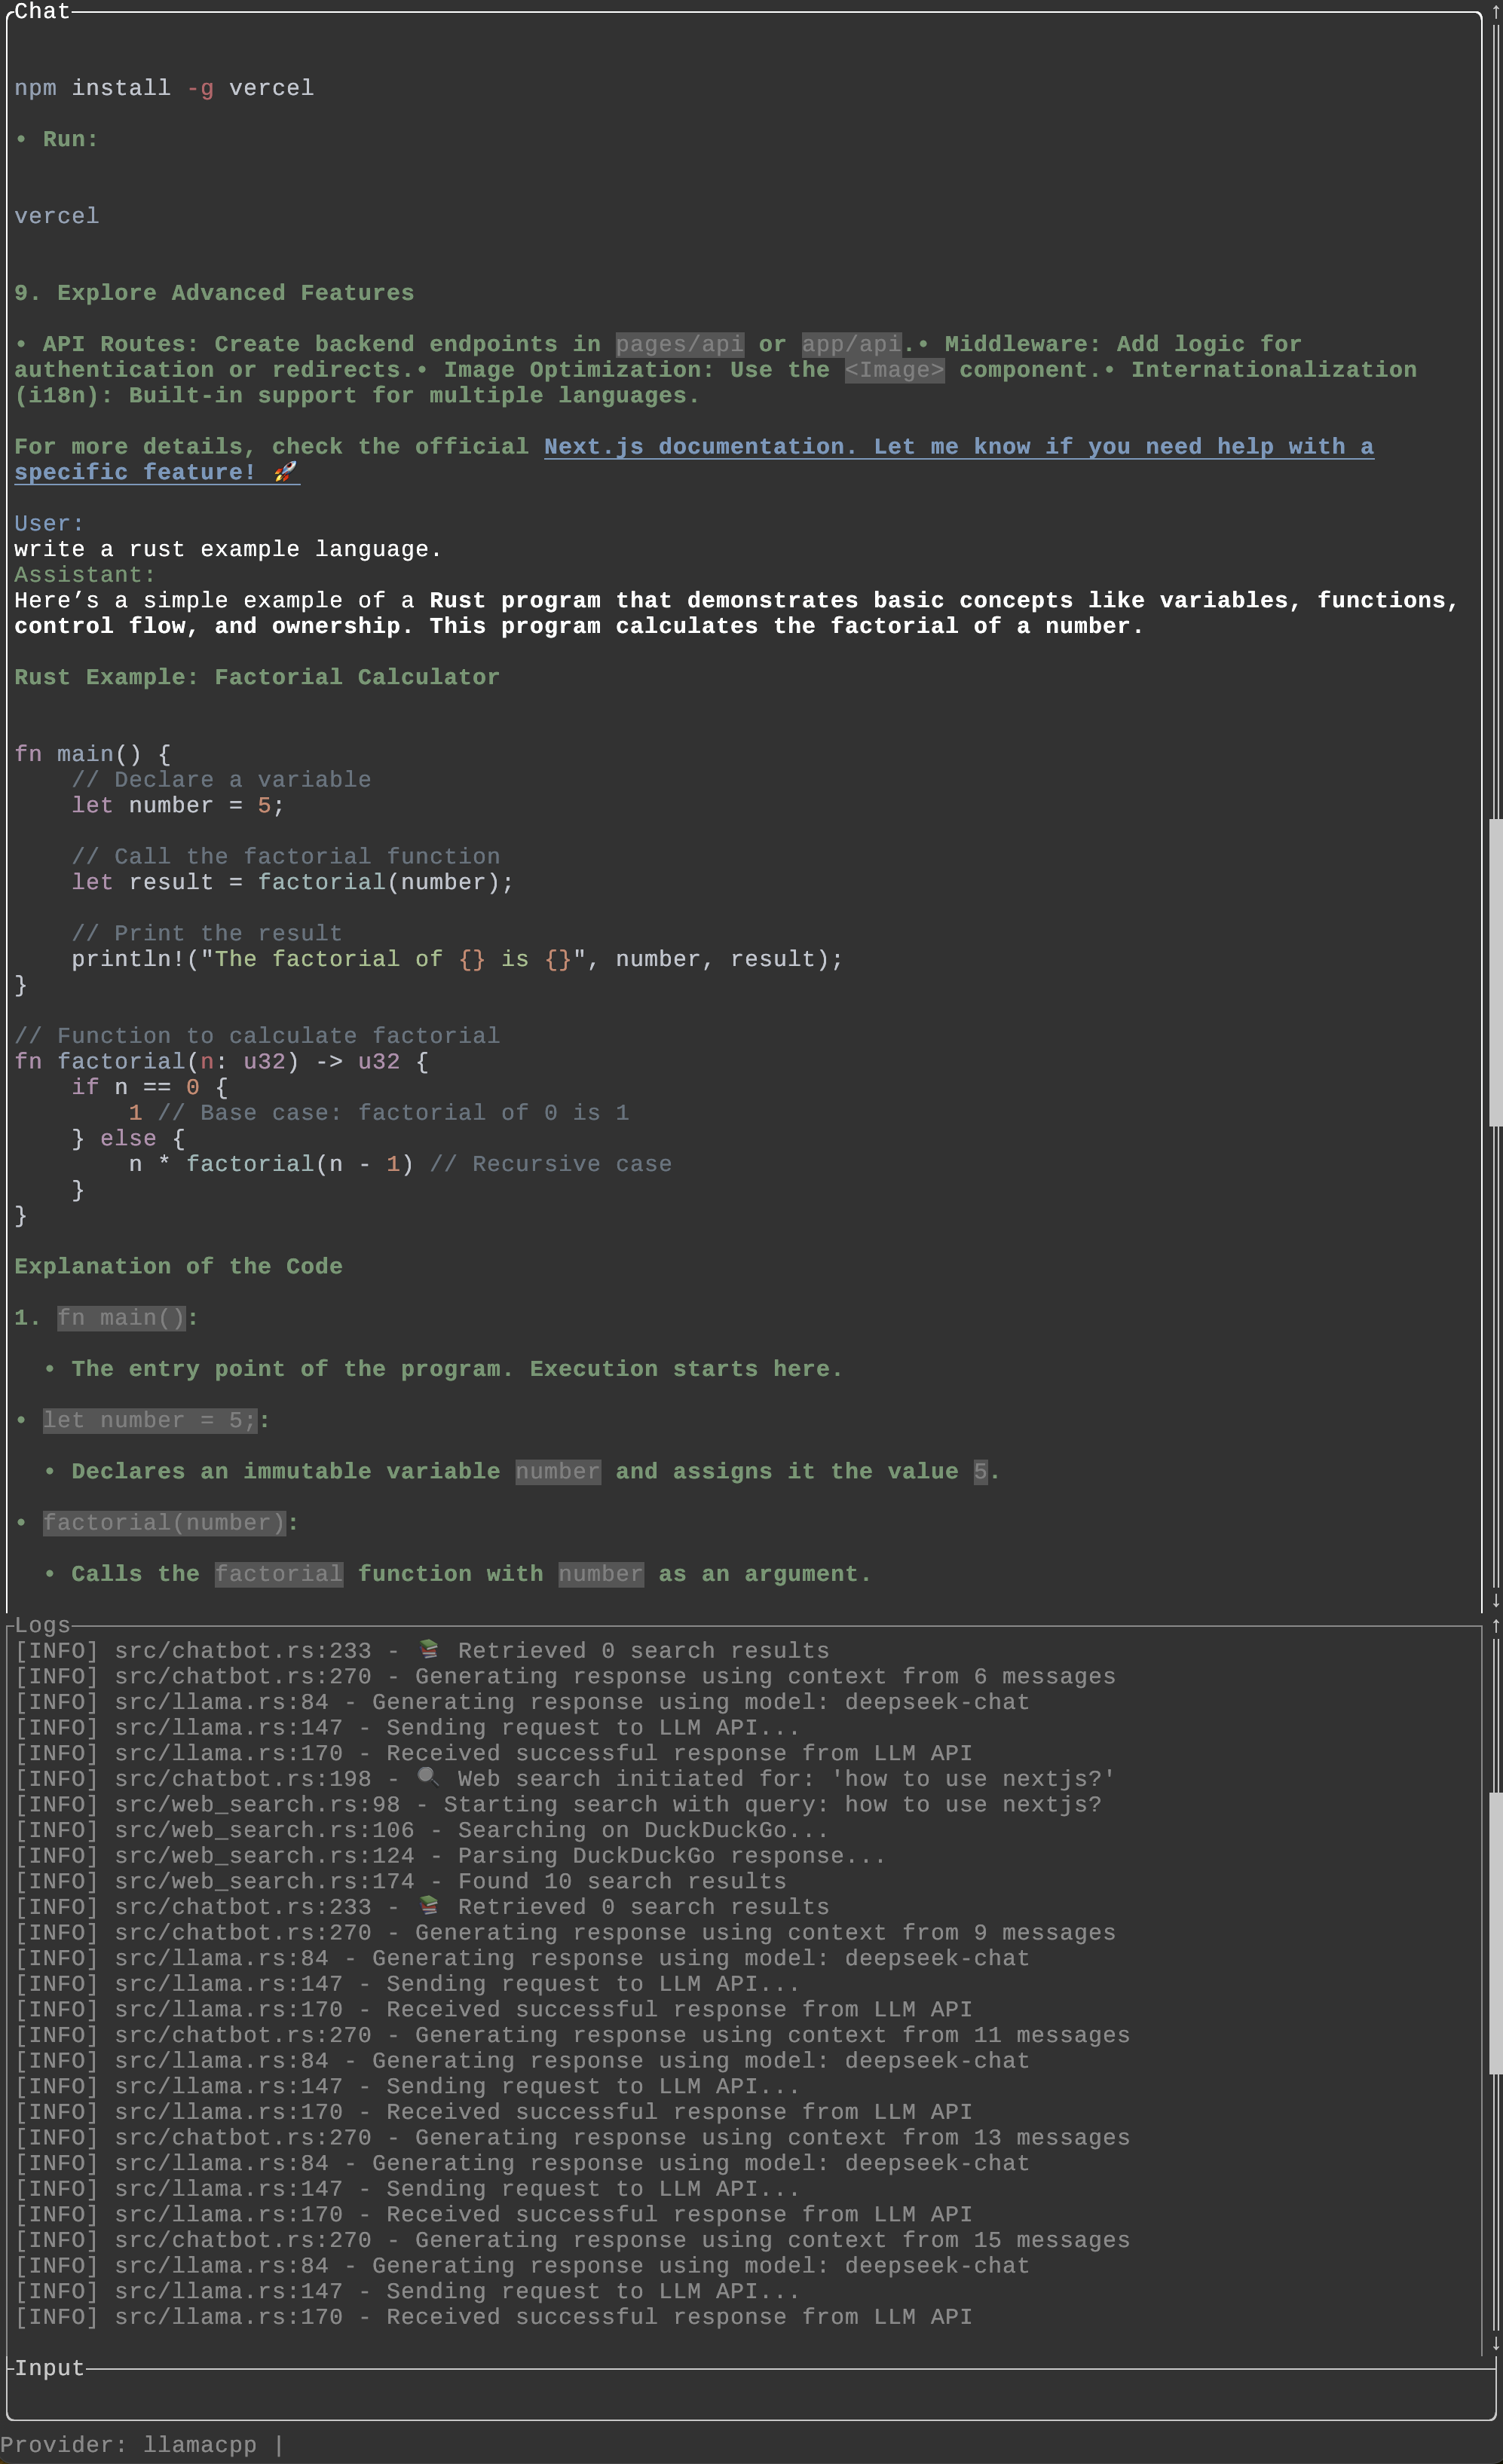 Chat
npm install -g vercel
• Run:
vercel
9. Explore Advanced Features
• API Routes: Create backend endpoints in pages/api or app/api.• Middleware: Add logic for
authentication or redirects.• Image Optimization: Use the <Image> component.• Internationalization
(i18n): Built-in support for multiple languages.
For more details, check the official Next.js documentation. Let me know if you need help with a
specific feature! 🚀
User:
write a rust example language.
Assistant:
Here’s a simple example of a Rust program that demonstrates basic concepts like variables, functions,
control flow, and ownership. This program calculates the factorial of a number.
Rust Example: Factorial Calculator
fn main() {
    // Declare a variable
    let number = 5;
    // Call the factorial function
    let result = factorial(number);
    // Print the result
    println!("The factorial of {} is {}", number, result);
}
// Function to calculate factorial
fn factorial(n: u32) -> u32 {
    if n == 0 {
        1 // Base case: factorial of 0 is 1
    } else {
        n * factorial(n - 1) // Recursive case
    }
}
Explanation of the Code
1. fn main():
  • The entry point of the program. Execution starts here.
• let number = 5;:
  • Declares an immutable variable number and assigns it the value 5.
• factorial(number):
  • Calls the factorial function with number as an argument.
Logs
[INFO] src/chatbot.rs:233 - 📚 Retrieved 0 search results
[INFO] src/chatbot.rs:270 - Generating response using context from 6 messages
[INFO] src/llama.rs:84 - Generating response using model: deepseek-chat
[INFO] src/llama.rs:147 - Sending request to LLM API...
[INFO] src/llama.rs:170 - Received successful response from LLM API
[INFO] src/chatbot.rs:198 - 🔍 Web search initiated for: 'how to use nextjs?'
[INFO] src/web_search.rs:98 - Starting search with query: how to use nextjs?
[INFO] src/web_search.rs:106 - Searching on DuckDuckGo...
[INFO] src/web_search.rs:124 - Parsing DuckDuckGo response...
[INFO] src/web_search.rs:174 - Found 10 search results
[INFO] src/chatbot.rs:233 - 📚 Retrieved 0 search results
[INFO] src/chatbot.rs:270 - Generating response using context from 9 messages
[INFO] src/llama.rs:84 - Generating response using model: deepseek-chat
[INFO] src/llama.rs:147 - Sending request to LLM API...
[INFO] src/llama.rs:170 - Received successful response from LLM API
[INFO] src/chatbot.rs:270 - Generating response using context from 11 messages
[INFO] src/llama.rs:84 - Generating response using model: deepseek-chat
[INFO] src/llama.rs:147 - Sending request to LLM API...
[INFO] src/llama.rs:170 - Received successful response from LLM API
[INFO] src/chatbot.rs:270 - Generating response using context from 13 messages
[INFO] src/llama.rs:84 - Generating response using model: deepseek-chat
[INFO] src/llama.rs:147 - Sending request to LLM API...
[INFO] src/llama.rs:170 - Received successful response from LLM API
[INFO] src/chatbot.rs:270 - Generating response using context from 15 messages
[INFO] src/llama.rs:84 - Generating response using model: deepseek-chat
[INFO] src/llama.rs:147 - Sending request to LLM API...
[INFO] src/llama.rs:170 - Received successful response from LLM API
Input
Provider: llamacpp |